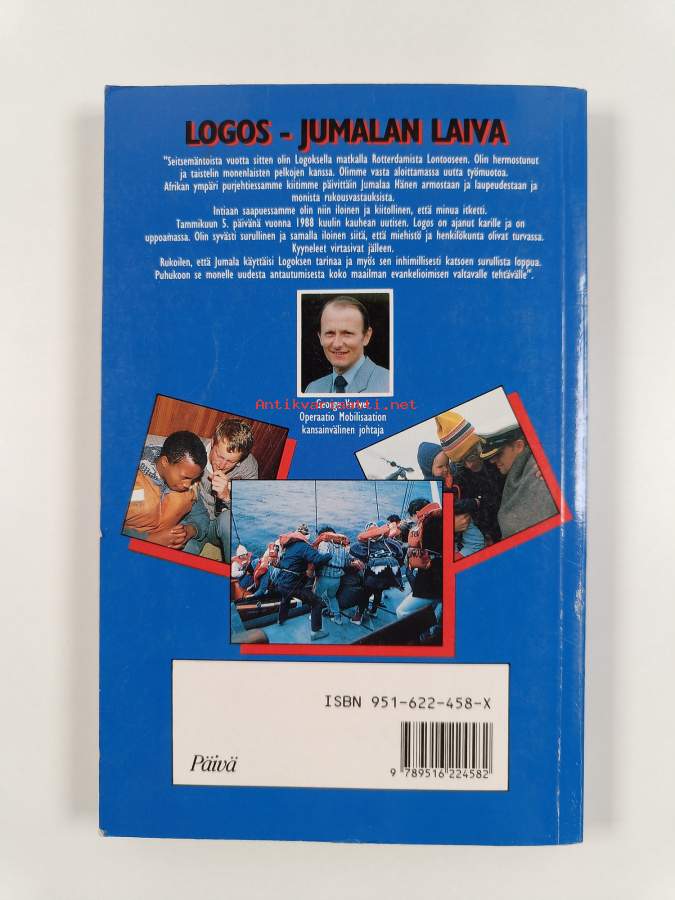 LOGOS - JUMALAN LAIVA
"Seitsemäntoista vuotta sitten olin Logoksella matkalla Rotterdamista Lontooseen. Olin hermostunut
ja taistelin monenlaisten pelkojen kanssa. Olimme vasta aloittamassa uutta työmuotoa.
Afrikan ympäri purjehtiessamme kiitimme päivittäin Jumalaa Hänen armostaan ja laupeudestaan ja
monista rukousvastauksista.
Intiaan saapuessamme olin niin iloinen ja kiitollinen, että minua itketti.
Tammikuun 5. päivänä vuonna 1988 kuulin kauhean uutisen. Logos on ajanut karille ja on
uppoamassa. Olin syvästi surullinen ja samalla iloinen siitä, että miehistö ja henkilökunta olivat turvassa.
Kyyneleet virtasivat jälleen.
Rukoilen, että Jumala käyttäisi Logoksen tarinaa ja myös sen inhimillisesti katsoen surullista loppua.
Puhukoon se monelle uudesta antautumisesta koko maailman evankelioimisen valtavalle tehtävälle".
George Verwer
Antikvariaatti.net
Operaatio Mobilisaation
kansainvälinen johtaja
ISBN 951-622-458-X
Päivä
9 789516 224582